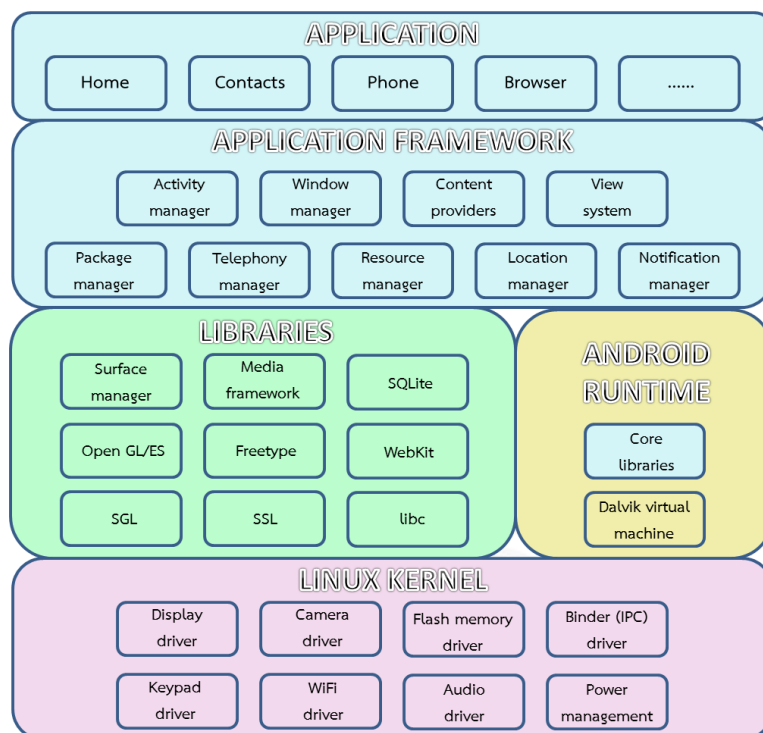 APPLICATION
Home
Contacts
Phone
Browser
......
APPLICATION FRAMEWORK
Activity
manager
Window
manager
Content
providers
View
system
Package
manager
Telephony
manager
Resource
manager
Location
manager
Notification
manager
LIBRARIES
Surface
manager
Media
framework
SQLite
Open GL/ES
Freetype
WebKit
SGL
SSL
libc
ANDROID
RUNTIME
Core
libraries
Dalvik virtual
machine
LINUX KERNEL
Display
driver
Camera
driver
Flash memory
driver
Binder (IPC)
driver
Keypad
driver
WiFi
driver
Audio
driver
Power
management